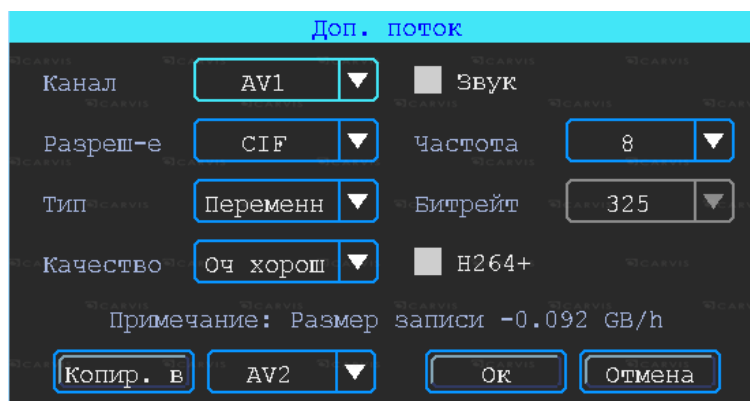 Доп. поток
Канал AV1 Звук
Разреш-е CIF Частота 8
Тип Переменн Битрейт 325
Качество Оч хорош H264+
Примечание: Размер записи -0.092 GB/h
Копир. в AV2 Ок Отмена
CARVIS